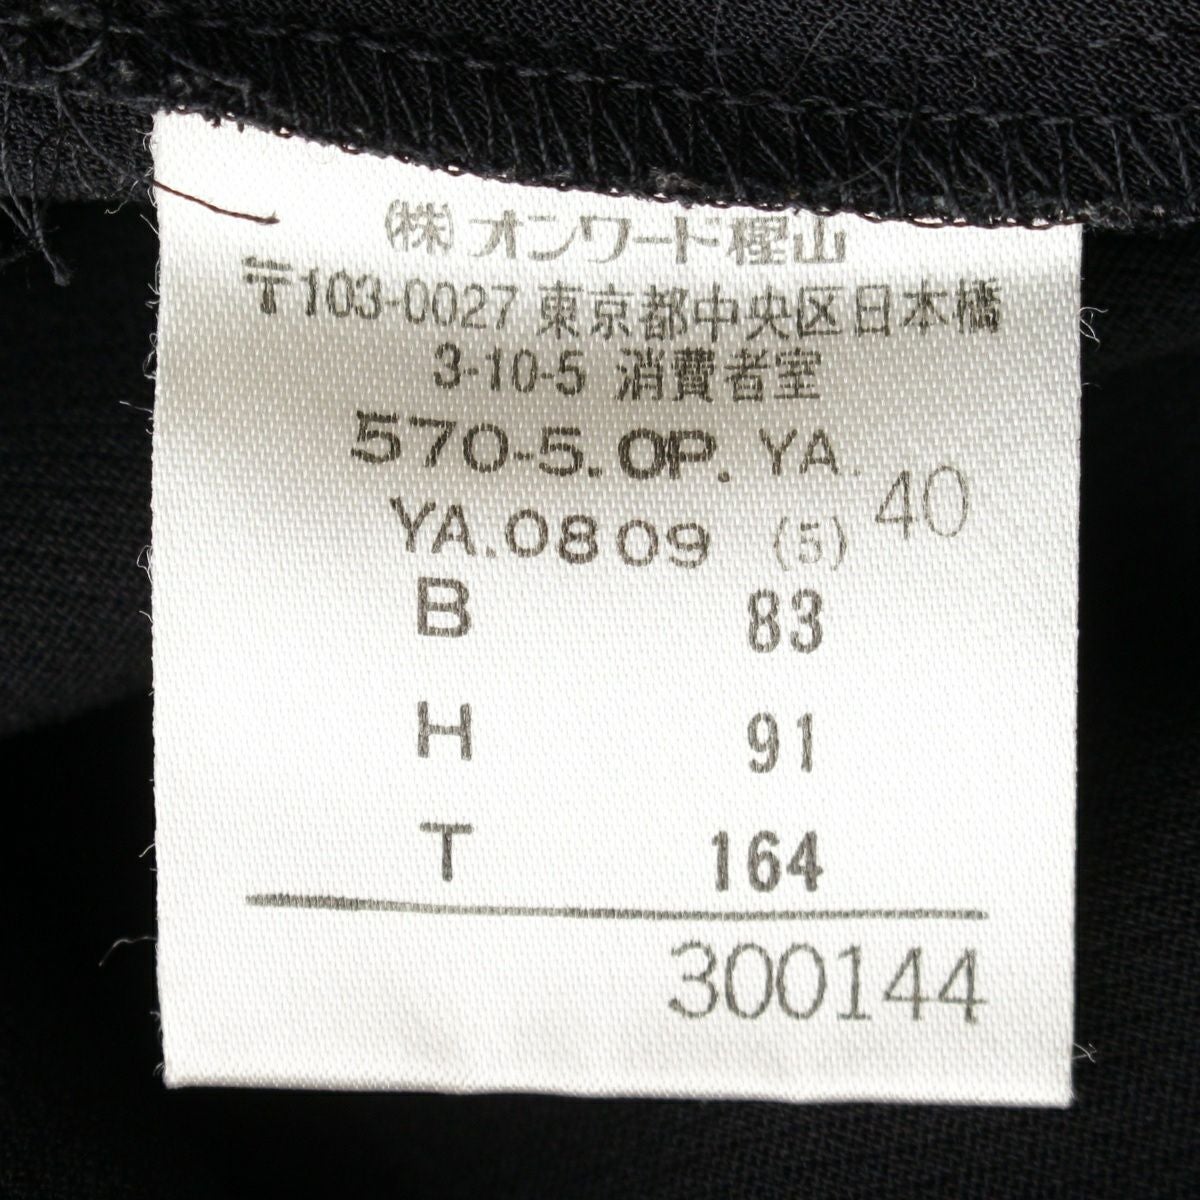 (株)オンワード樫山
〒103-0027 東京都中央区日本橋
3-10-5 消費者室
570-5.OP. YA.
YA.0809 (5) 40
B 83
H 91
T 164
300144